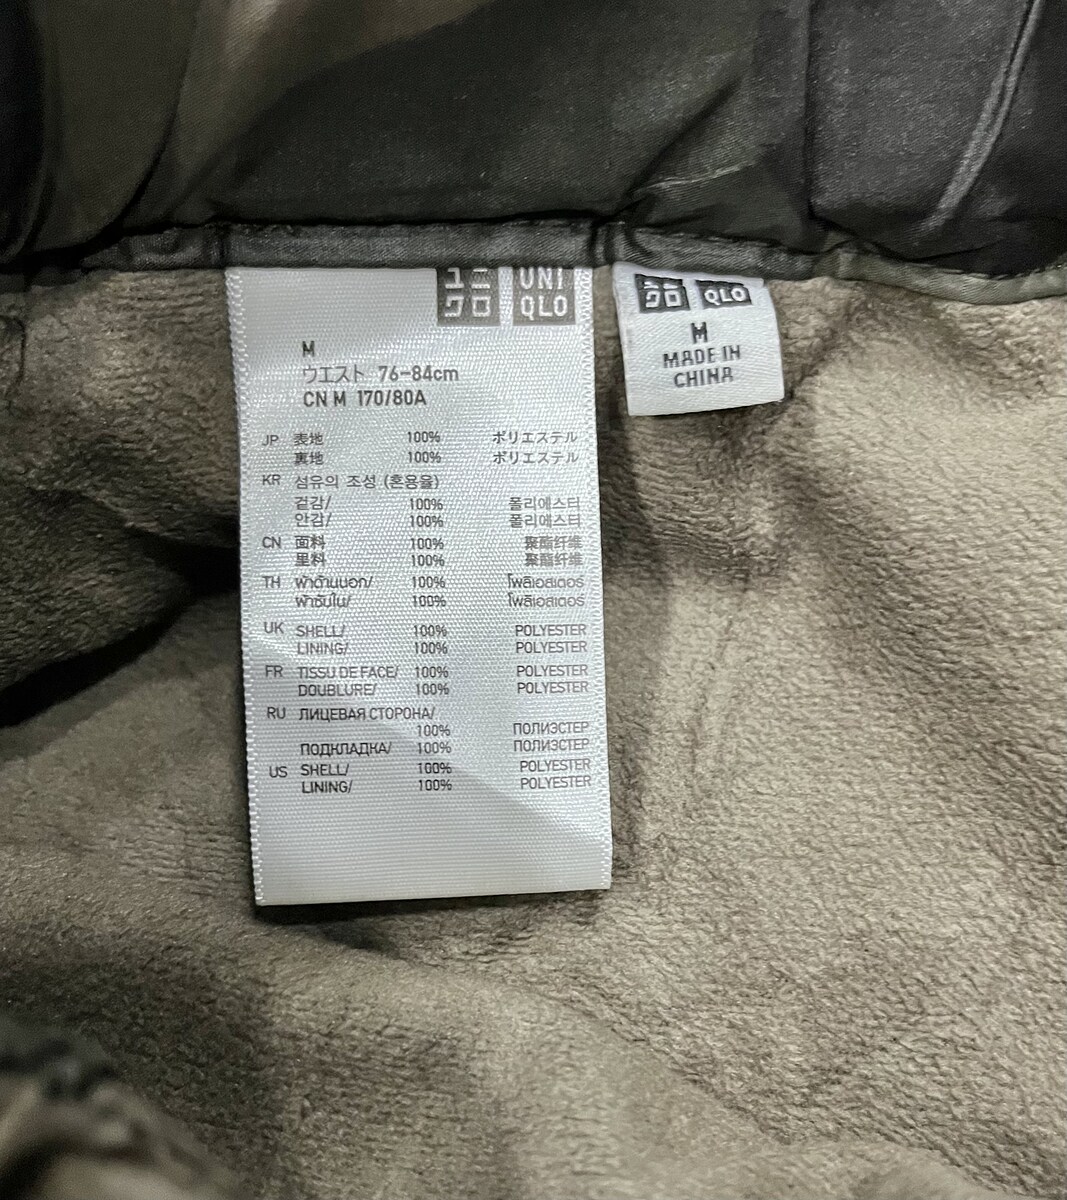 ユニ UNI
クロ QLO
M
ウエスト 76-84cm
CN M 170/80A
JP 表地 100% ポリエステル
裏地 100% ポリエステル
KR 섬유의 조성 (혼용율)
겉감/ 100% 폴리에스터
안감/ 100% 폴리에스터
CN 面料 100% 聚酯纤维
里料 100% 聚酯纤维
TH ผ้าด้านนอก/ 100% โพลิเอสเตอร์
ผ้าซับใน/ 100% โพลิเอสเตอร์
UK SHELL/ 100% POLYESTER
LINING/ 100% POLYESTER
FR TISSU DE FACE/ 100% POLYESTER
DOUBLURE/ 100% POLYESTER
RU ЛИЦЕВАЯ СТОРОНА/
100% ПОЛИЭСТЕР
ПОДКЛАДКА/ 100% ПОЛИЭСТЕР
US SHELL/ 100% POLYESTER
LINING/ 100% POLYESTER
クロ QLO
M
MADE IN
CHINA